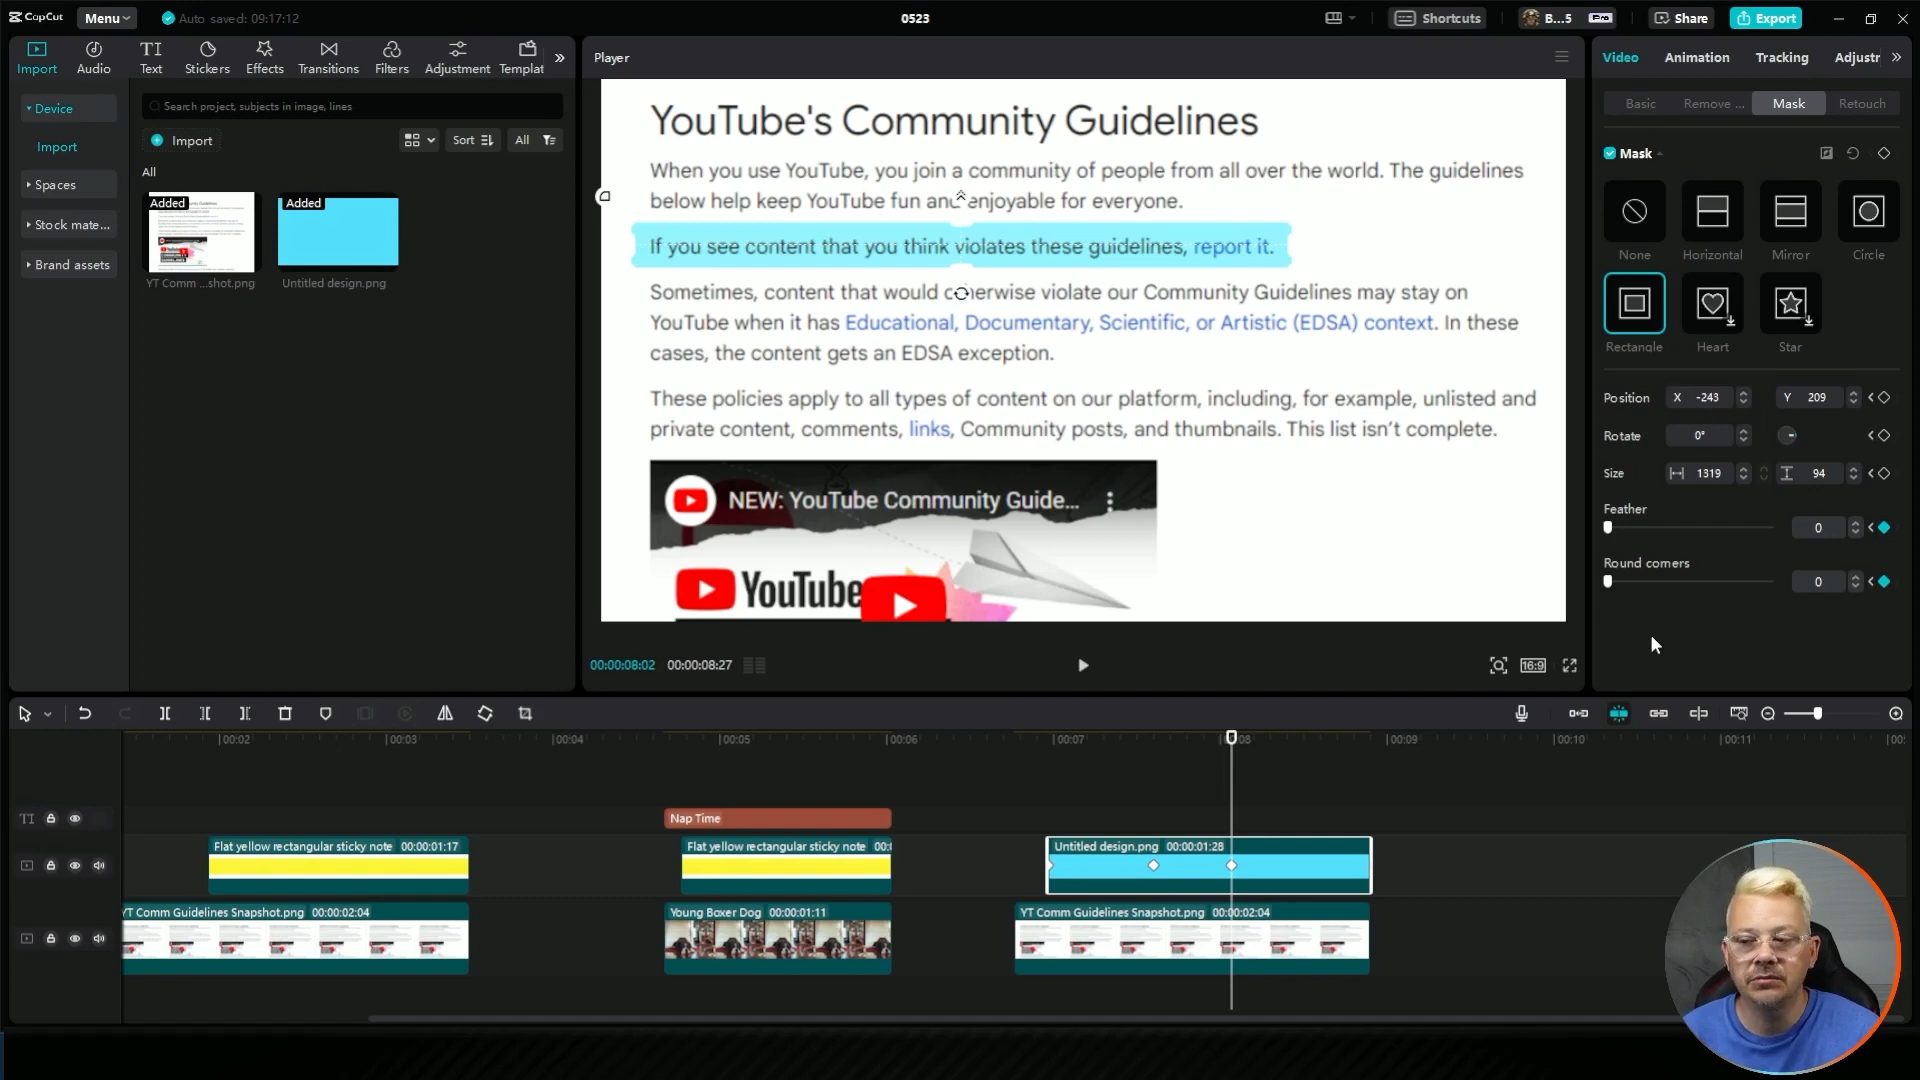 CapCut
Menu
Auto saved: 09:17:12
0523
Shortcuts
B...5
Pro
Share
Export
Import
Audio
TI
Text
Stickers
Effects
Transitions
Filters
Adjustment
Templat
Device
Import
Spaces
Stock mate...
Brand assets
Search project, subjects in image, lines
Import
Sort
All
All
Added
YT Comm ...shot.png
Added
Untitled design.png
Player
YouTube's Community Guidelines
When you use YouTube, you join a community of people from all over the world. The guidelines
below help keep YouTube fun and enjoyable for everyone.
If you see content that you think violates these guidelines, report it.
Sometimes, content that would otherwise violate our Community Guidelines may stay on
YouTube when it has Educational, Documentary, Scientific, or Artistic (EDSA) context. In these
cases, the content gets an EDSA exception.
These policies apply to all types of content on our platform, including, for example, unlisted and
private content, comments, links, Community posts, and thumbnails. This list isn't complete.
NEW: YouTube Community Guide...
YouTube
00:00:08:02
00:00:08:27
16:9
Video
Animation
Tracking
Adjustr
Basic
Remove ...
Mask
Retouch
Mask
None
Horizontal
Mirror
Circle
Rectangle
Heart
Star
Position
X -243
Y 209
Rotate
0°
Size
1319
94
Feather
0
Round corners
0
00:02
00:03
00:04
00:05
00:06
00:07
00:08
00:09
00:10
00:11
00:
TI
Nap Time
Flat yellow rectangular sticky note 00:00:01:17
Flat yellow rectangular sticky note 00:0
Untitled design.png 00:00:01:28
YT Comm Guidelines Snapshot.png 00:00:02:04
Young Boxer Dog 00:00:01:11
YT Comm Guidelines Snapshot.png 00:00:02:04